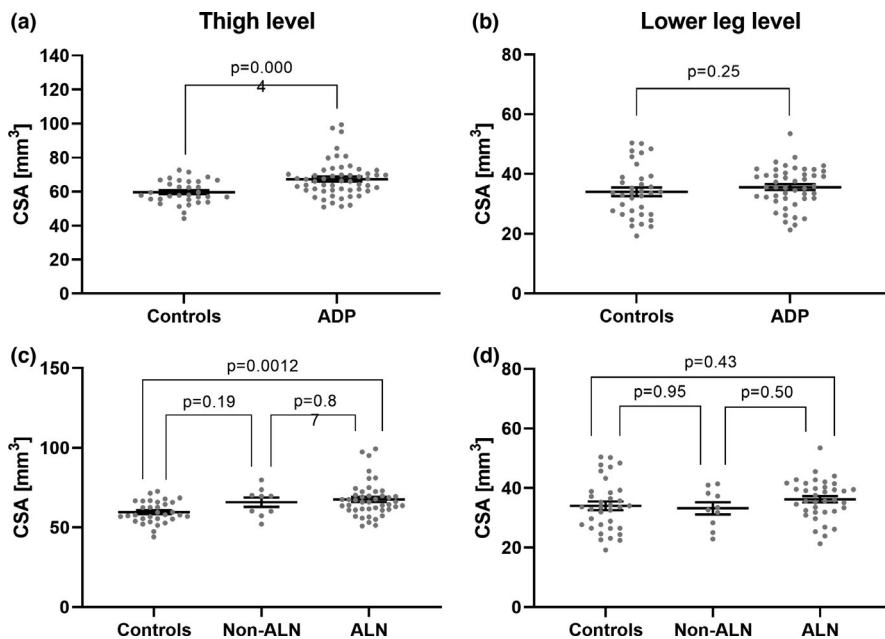 (a)
Thigh level
140
120
100
80
60
40
20
0
CSA [mm³]
p=0.000
4
Controls
ADP
(b)
Lower leg level
80
60
40
20
0
CSA [mm³]
p=0.25
Controls
ADP
(c)
150
100
50
0
CSA [mm³]
p=0.0012
p=0.19
p=0.8
7
Controls
Non-ALN
ALN
(d)
80
60
40
20
0
CSA [mm³]
p=0.43
p=0.95
p=0.50
Controls
Non-ALN
ALN